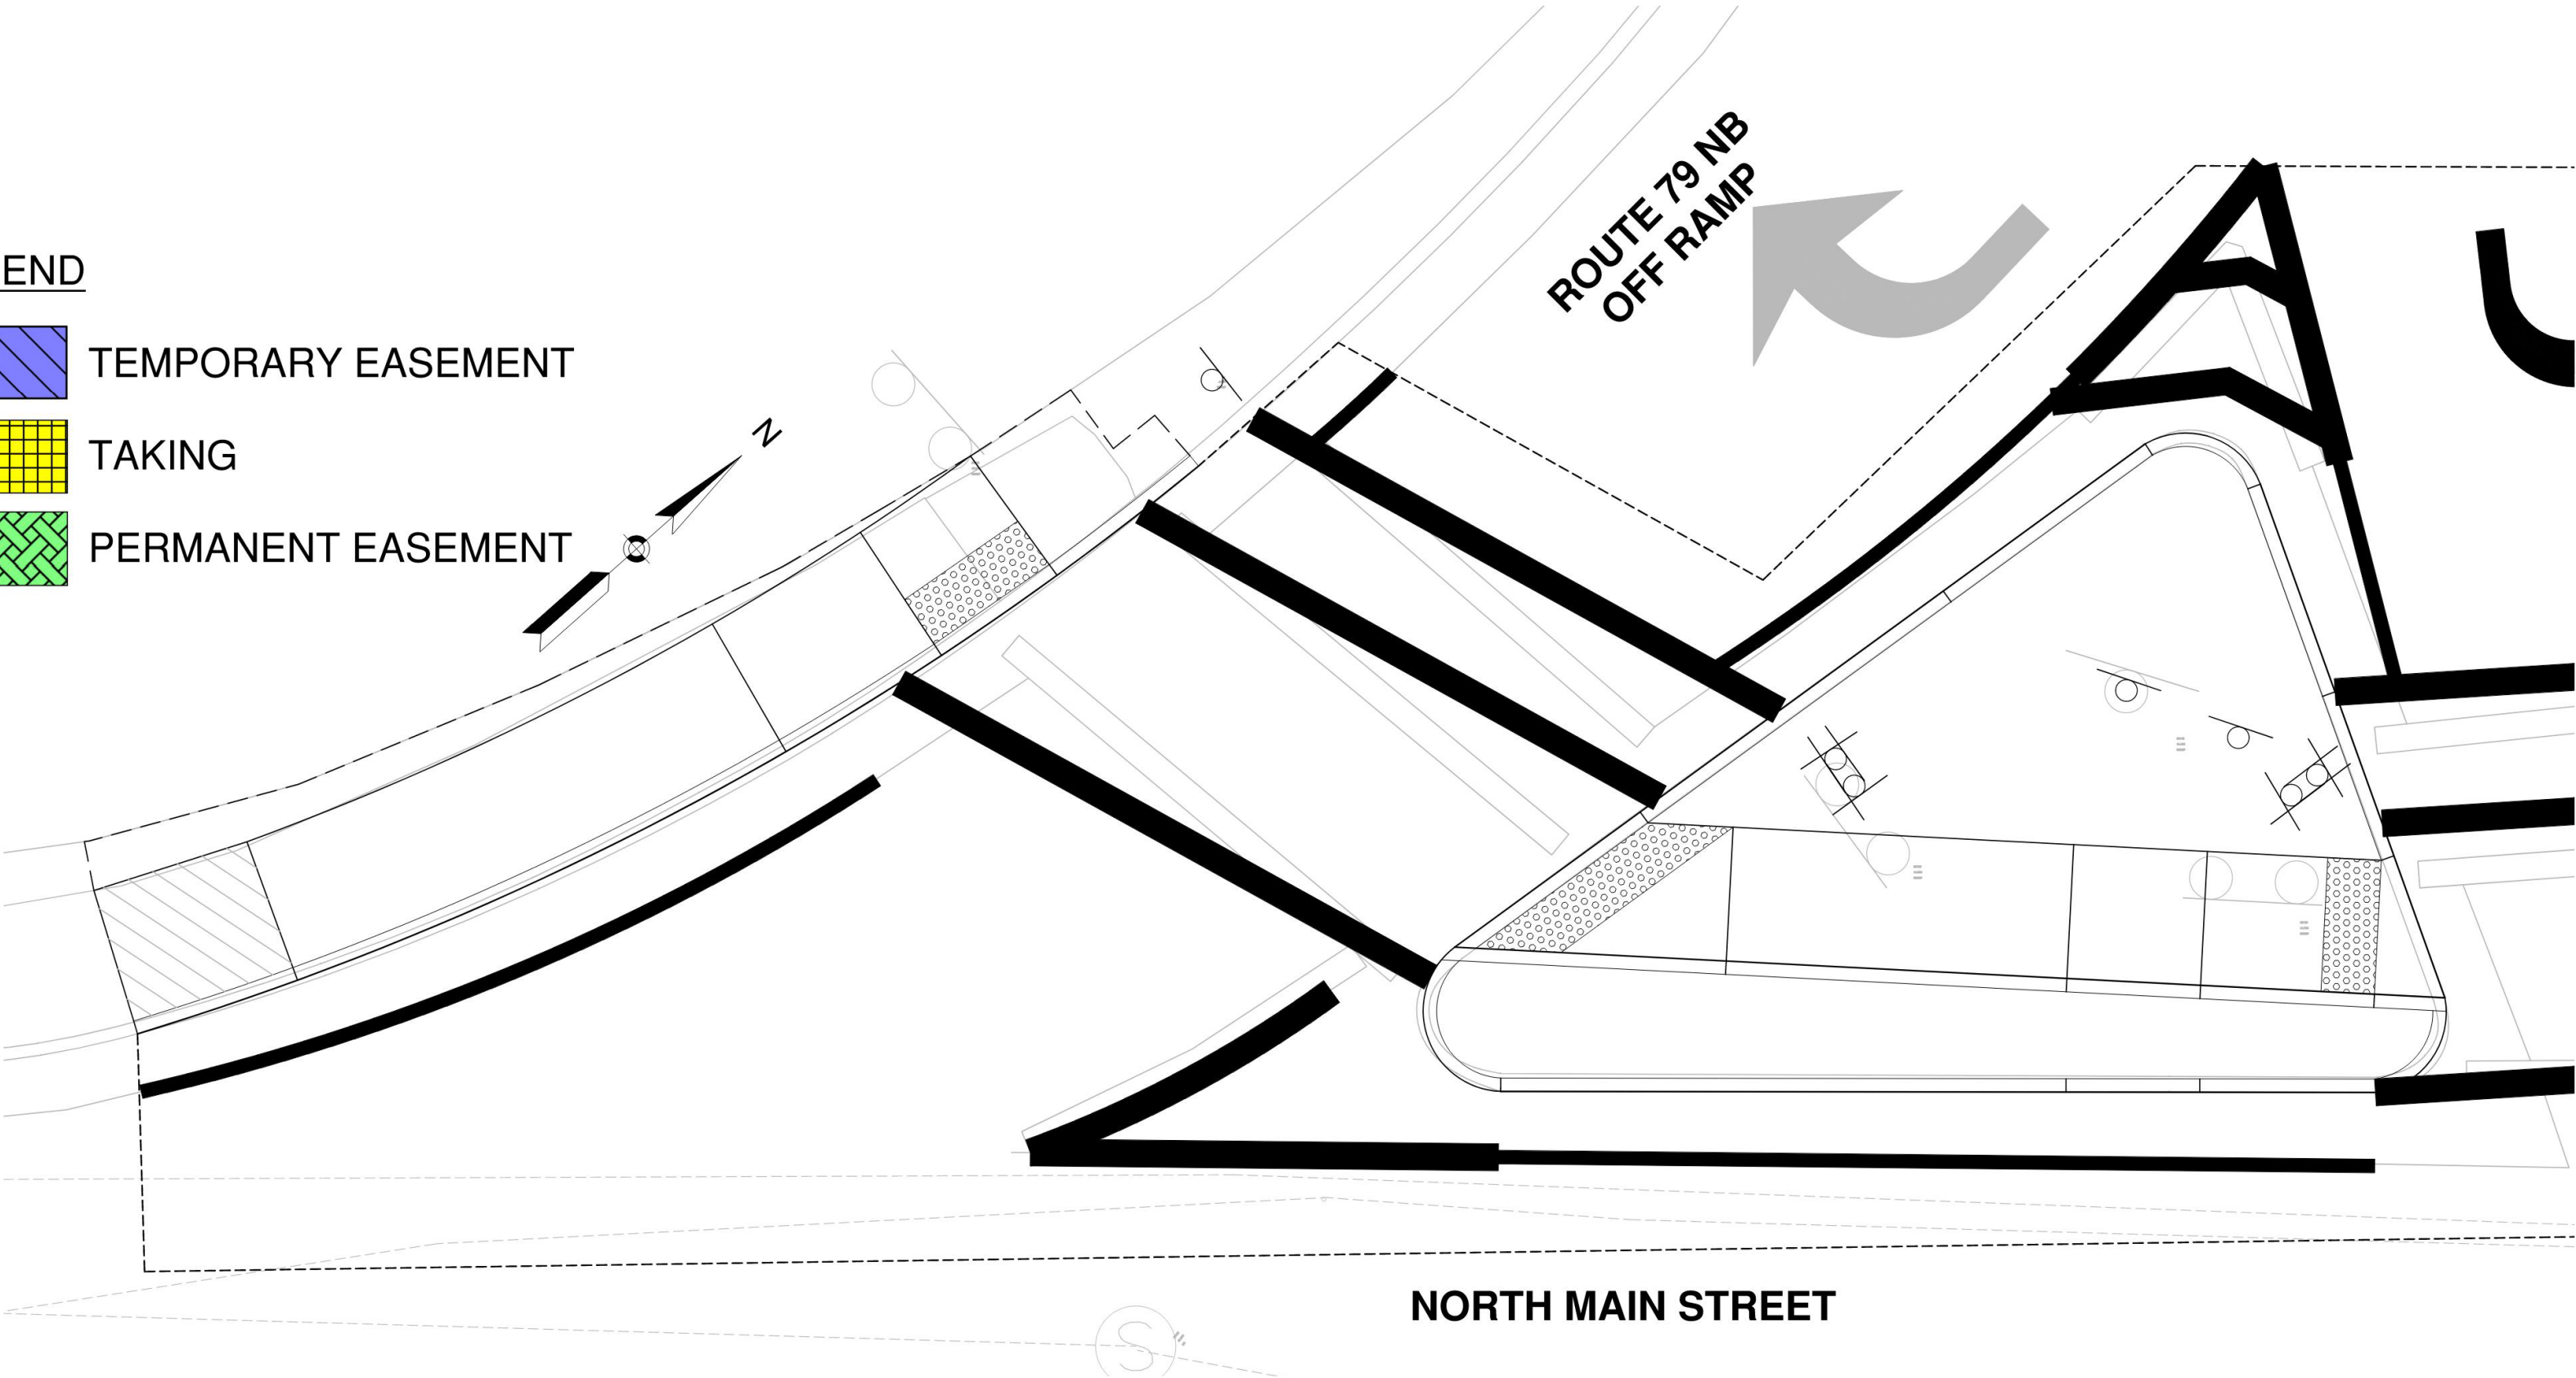 END
TEMPORARY EASEMENT
TAKING
PERMANENT EASEMENT
N
ROUTE 79 NB
OFF RAMP
NORTH MAIN STREET
S